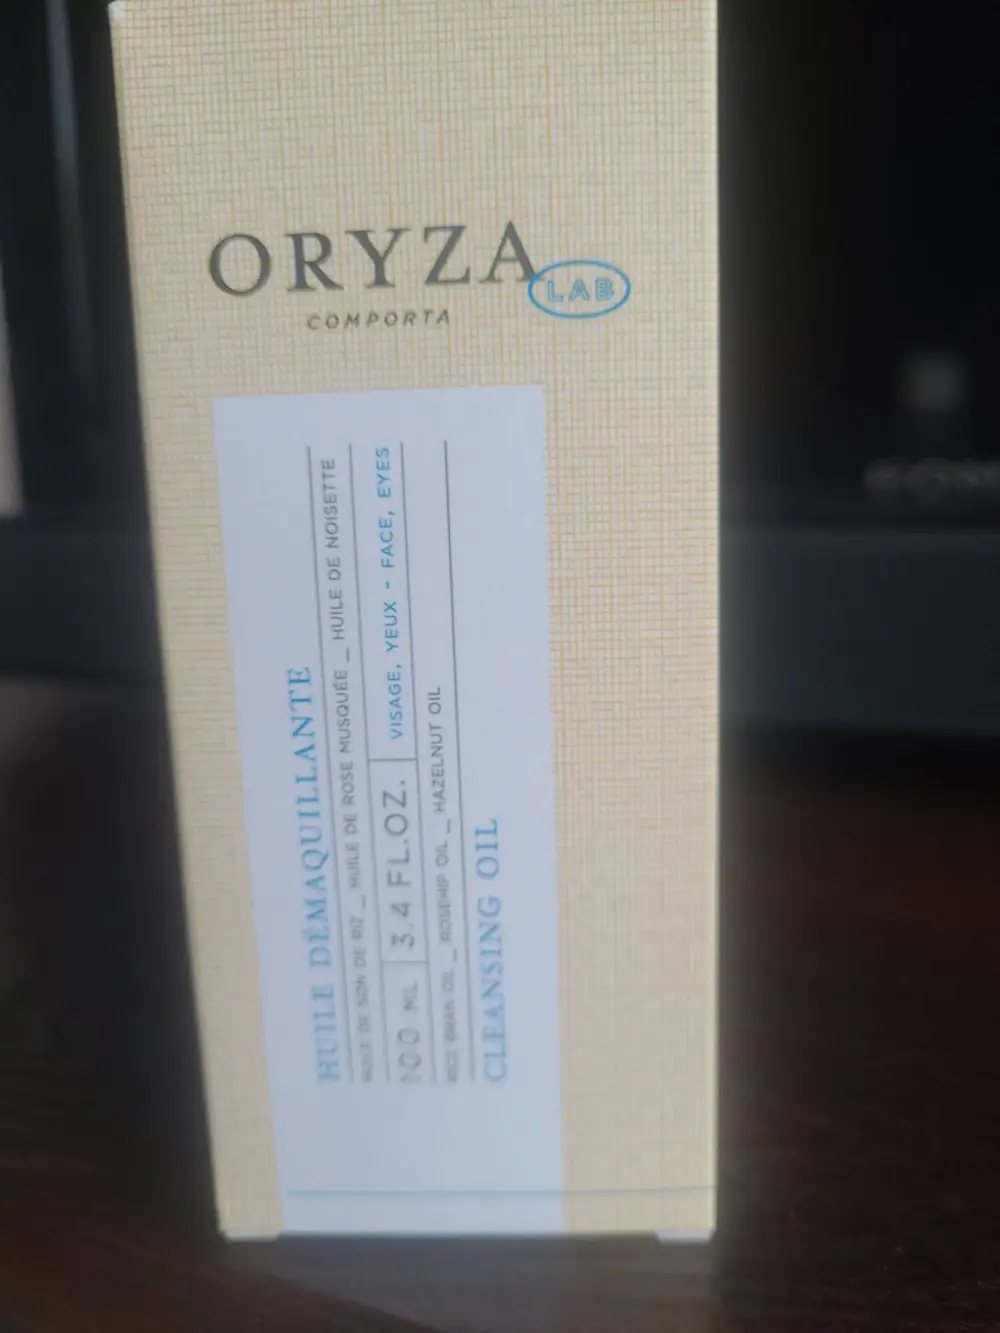 ORYZA
LAB
COMPORTA
HUILE DÉMAQUILLANTE
HUILE DE SON DE RIZ _ HUILE DE ROSE MUSQUÉE _ HUILE DE NOISETTE
100 ML 3.4 FL.OZ. VISAGE, YEUX - FACE, EYES
RICE BRAN OIL _ ROSEHIP OIL _ HAZELNUT OIL
CLEANSING OIL